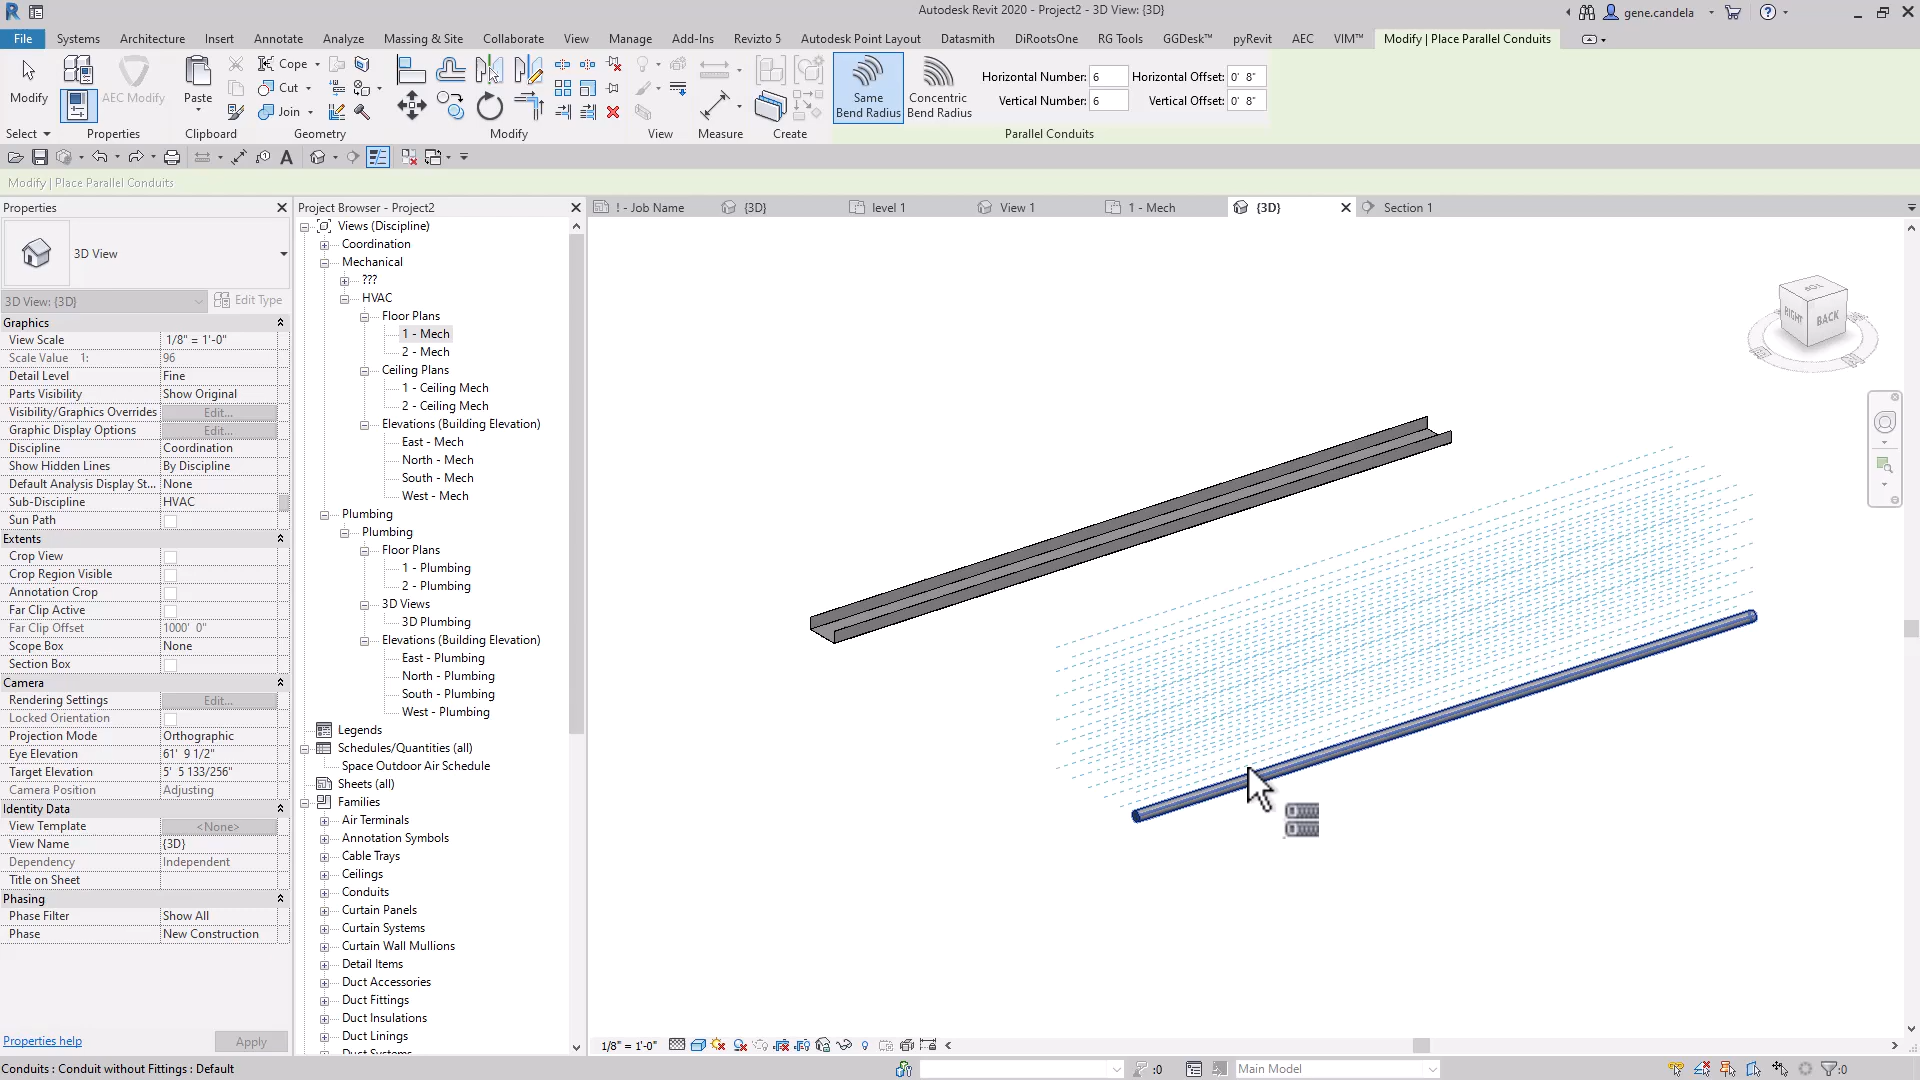 Autodesk Revit 2020 - Project2 - 3D View: {3D}
gene.candela
File Systems Architecture Insert Annotate Analyze Massing & Site Collaborate View Manage Add-Ins Revizto 5 Autodesk Point Layout Datasmith DiRootsOne RG Tools GGDesk™ pyRevit AEC VIM™ Modify | Place Parallel Conduits
Modify
AEC Modify
Paste
Cope
Cut
Join
Same Bend Radius
Concentric Bend Radius
Horizontal Number: 6 Horizontal Offset: 0' 8"
Vertical Number: 6 Vertical Offset: 0' 8"
Select Properties Clipboard Geometry Modify View Measure Create Parallel Conduits
Modify | Place Parallel Conduits
Properties
3D View
3D View: {3D} Edit Type
Graphics
View Scale 1/8" = 1'-0"
Scale Value 1: 96
Detail Level Fine
Parts Visibility Show Original
Visibility/Graphics Overrides Edit...
Graphic Display Options Edit...
Discipline Coordination
Show Hidden Lines By Discipline
Default Analysis Display St... None
Sub-Discipline HVAC
Sun Path
Extents
Crop View
Crop Region Visible
Annotation Crop
Far Clip Active
Far Clip Offset 1000' 0"
Scope Box None
Section Box
Camera
Rendering Settings Edit...
Locked Orientation
Projection Mode Orthographic
Eye Elevation 61' 9 1/2"
Target Elevation 5' 5 133/256"
Camera Position Adjusting
Identity Data
View Template <None>
View Name {3D}
Dependency Independent
Title on Sheet
Phasing
Phase Filter Show All
Phase New Construction
Properties help Apply
Project Browser - Project2
Views (Discipline)
Coordination
Mechanical
???
HVAC
Floor Plans
1 - Mech
2 - Mech
Ceiling Plans
1 - Ceiling Mech
2 - Ceiling Mech
Elevations (Building Elevation)
East - Mech
North - Mech
South - Mech
West - Mech
Plumbing
Plumbing
Floor Plans
1 - Plumbing
2 - Plumbing
3D Views
3D Plumbing
Elevations (Building Elevation)
East - Plumbing
North - Plumbing
South - Plumbing
West - Plumbing
Legends
Schedules/Quantities (all)
Space Outdoor Air Schedule
Sheets (all)
Families
Air Terminals
Annotation Symbols
Cable Trays
Ceilings
Conduits
Curtain Panels
Curtain Systems
Curtain Wall Mullions
Detail Items
Duct Accessories
Duct Fittings
Duct Insulations
Duct Linings
Duct Systems
! - Job Name {3D} level 1 View 1 1 - Mech {3D} Section 1
TOP
RIGHT BACK
1/8" = 1'-0"
Conduits : Conduit without Fittings : Default
:0
Main Model
:0